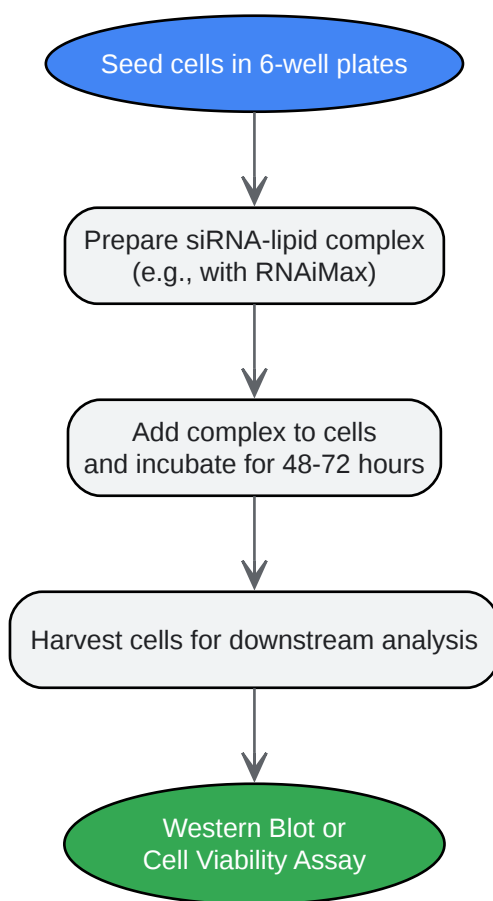 Seed cells in 6-well plates
Prepare siRNA-lipid complex
(e.g., with RNAiMax)
Add complex to cells
and incubate for 48-72 hours
Harvest cells for downstream analysis
Western Blot or
Cell Viability Assay